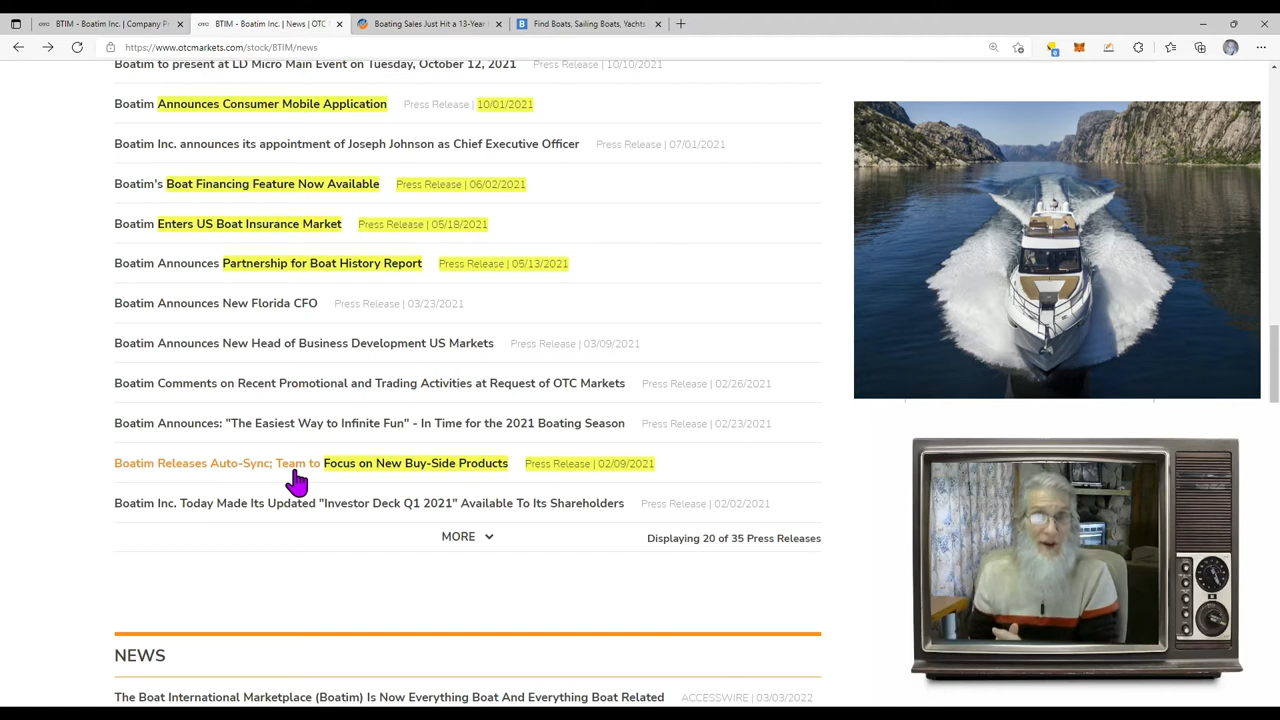 BTIM - Boatim Inc. | Company Pr
BTIM - Boatim Inc. | News | OTC
Boating Sales Just Hit a 13-Year
Find Boats, Sailing Boats, Yachts
https://www.otcmarkets.com/stock/BTIM/news
Boatim to present at LD Micro Main Event on Tuesday, October 12, 2021 Press Release | 10/10/2021
Boatim Announces Consumer Mobile Application Press Release | 10/01/2021
Boatim Inc. announces its appointment of Joseph Johnson as Chief Executive Officer Press Release | 07/01/2021
Boatim's Boat Financing Feature Now Available Press Release | 06/02/2021
Boatim Enters US Boat Insurance Market Press Release | 05/18/2021
Boatim Announces Partnership for Boat History Report Press Release | 05/13/2021
Boatim Announces New Florida CFO Press Release | 03/23/2021
Boatim Announces New Head of Business Development US Markets Press Release | 03/09/2021
Boatim Comments on Recent Promotional and Trading Activities at Request of OTC Markets Press Release | 02/26/2021
Boatim Announces: "The Easiest Way to Infinite Fun" - In Time for the 2021 Boating Season Press Release | 02/23/2021
Boatim Releases Auto-Sync; Team to Focus on New Buy-Side Products Press Release | 02/09/2021
Boatim Inc. Today Made Its Updated "Investor Deck Q1 2021" Available to Its Shareholders Press Release | 02/02/2021
MORE
Displaying 20 of 35 Press Releases
NEWS
The Boat International Marketplace (Boatim) Is Now Everything Boat And Everything Boat Related ACCESSWIRE | 03/03/2022